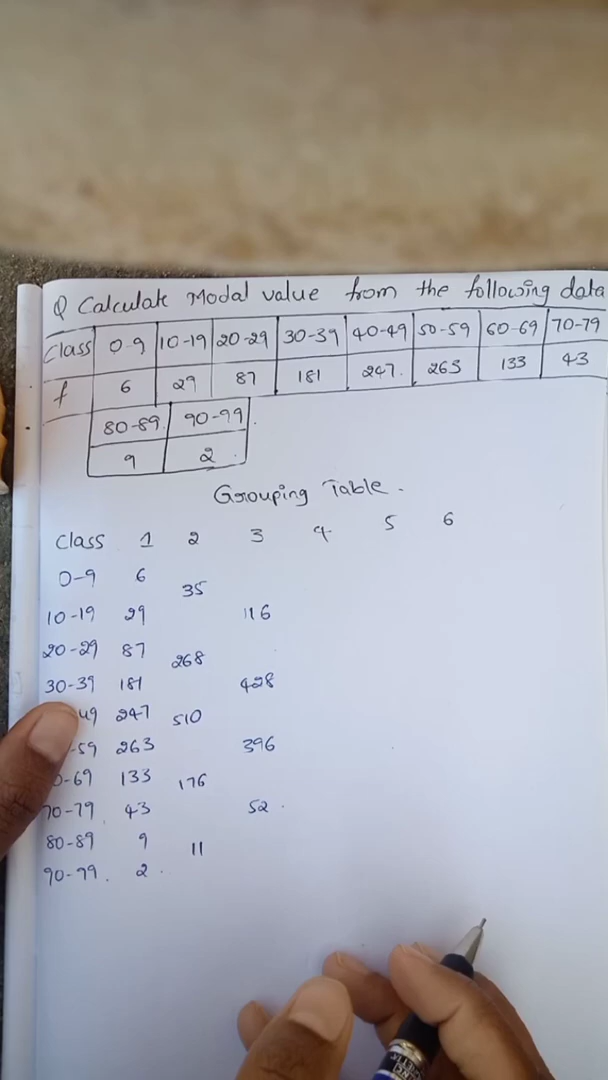 Q Calculate Modal value from the following data
Class 0-9 10-19 20-29 30-39 40-49 50-59 60-69 70-79
f 6 29 87 181 247. 263 133 43
80-89 90-99
9 2
Grouping Table.
Class 1 2 3 4 5 6
0-9 6
35
10-19 29 116
20-29 87
268
30-39 181 428
49 247 510
-59 263 396
0-69 133 176
70-79 43 52
80-89 9
11
90-99. 2.